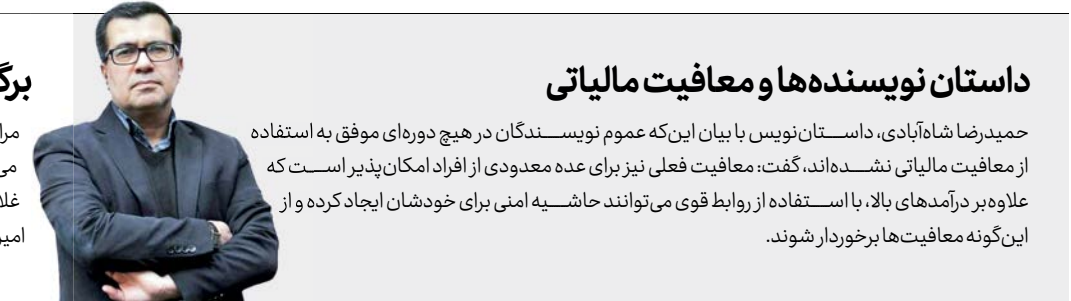 داستان نویسنده‌ها و معافیت مالیاتی
حمیدرضا شاه‌آبادی، داستان‌نویس با بیان این‌که عموم نویسندگان در هیچ دوره‌ای موفق به استفاده
از معافیت مالیاتی نشده‌اند، گفت: معافیت فعلی نیز برای عده معدودی از افراد امکان‌پذیر است که
علاوه‌بر درآمدهای بالا، با استفاده از روابط قوی می‌توانند حاشیه امنی برای خودشان ایجاد کرده و از
این‌گونه معافیت‌ها برخوردار شوند.